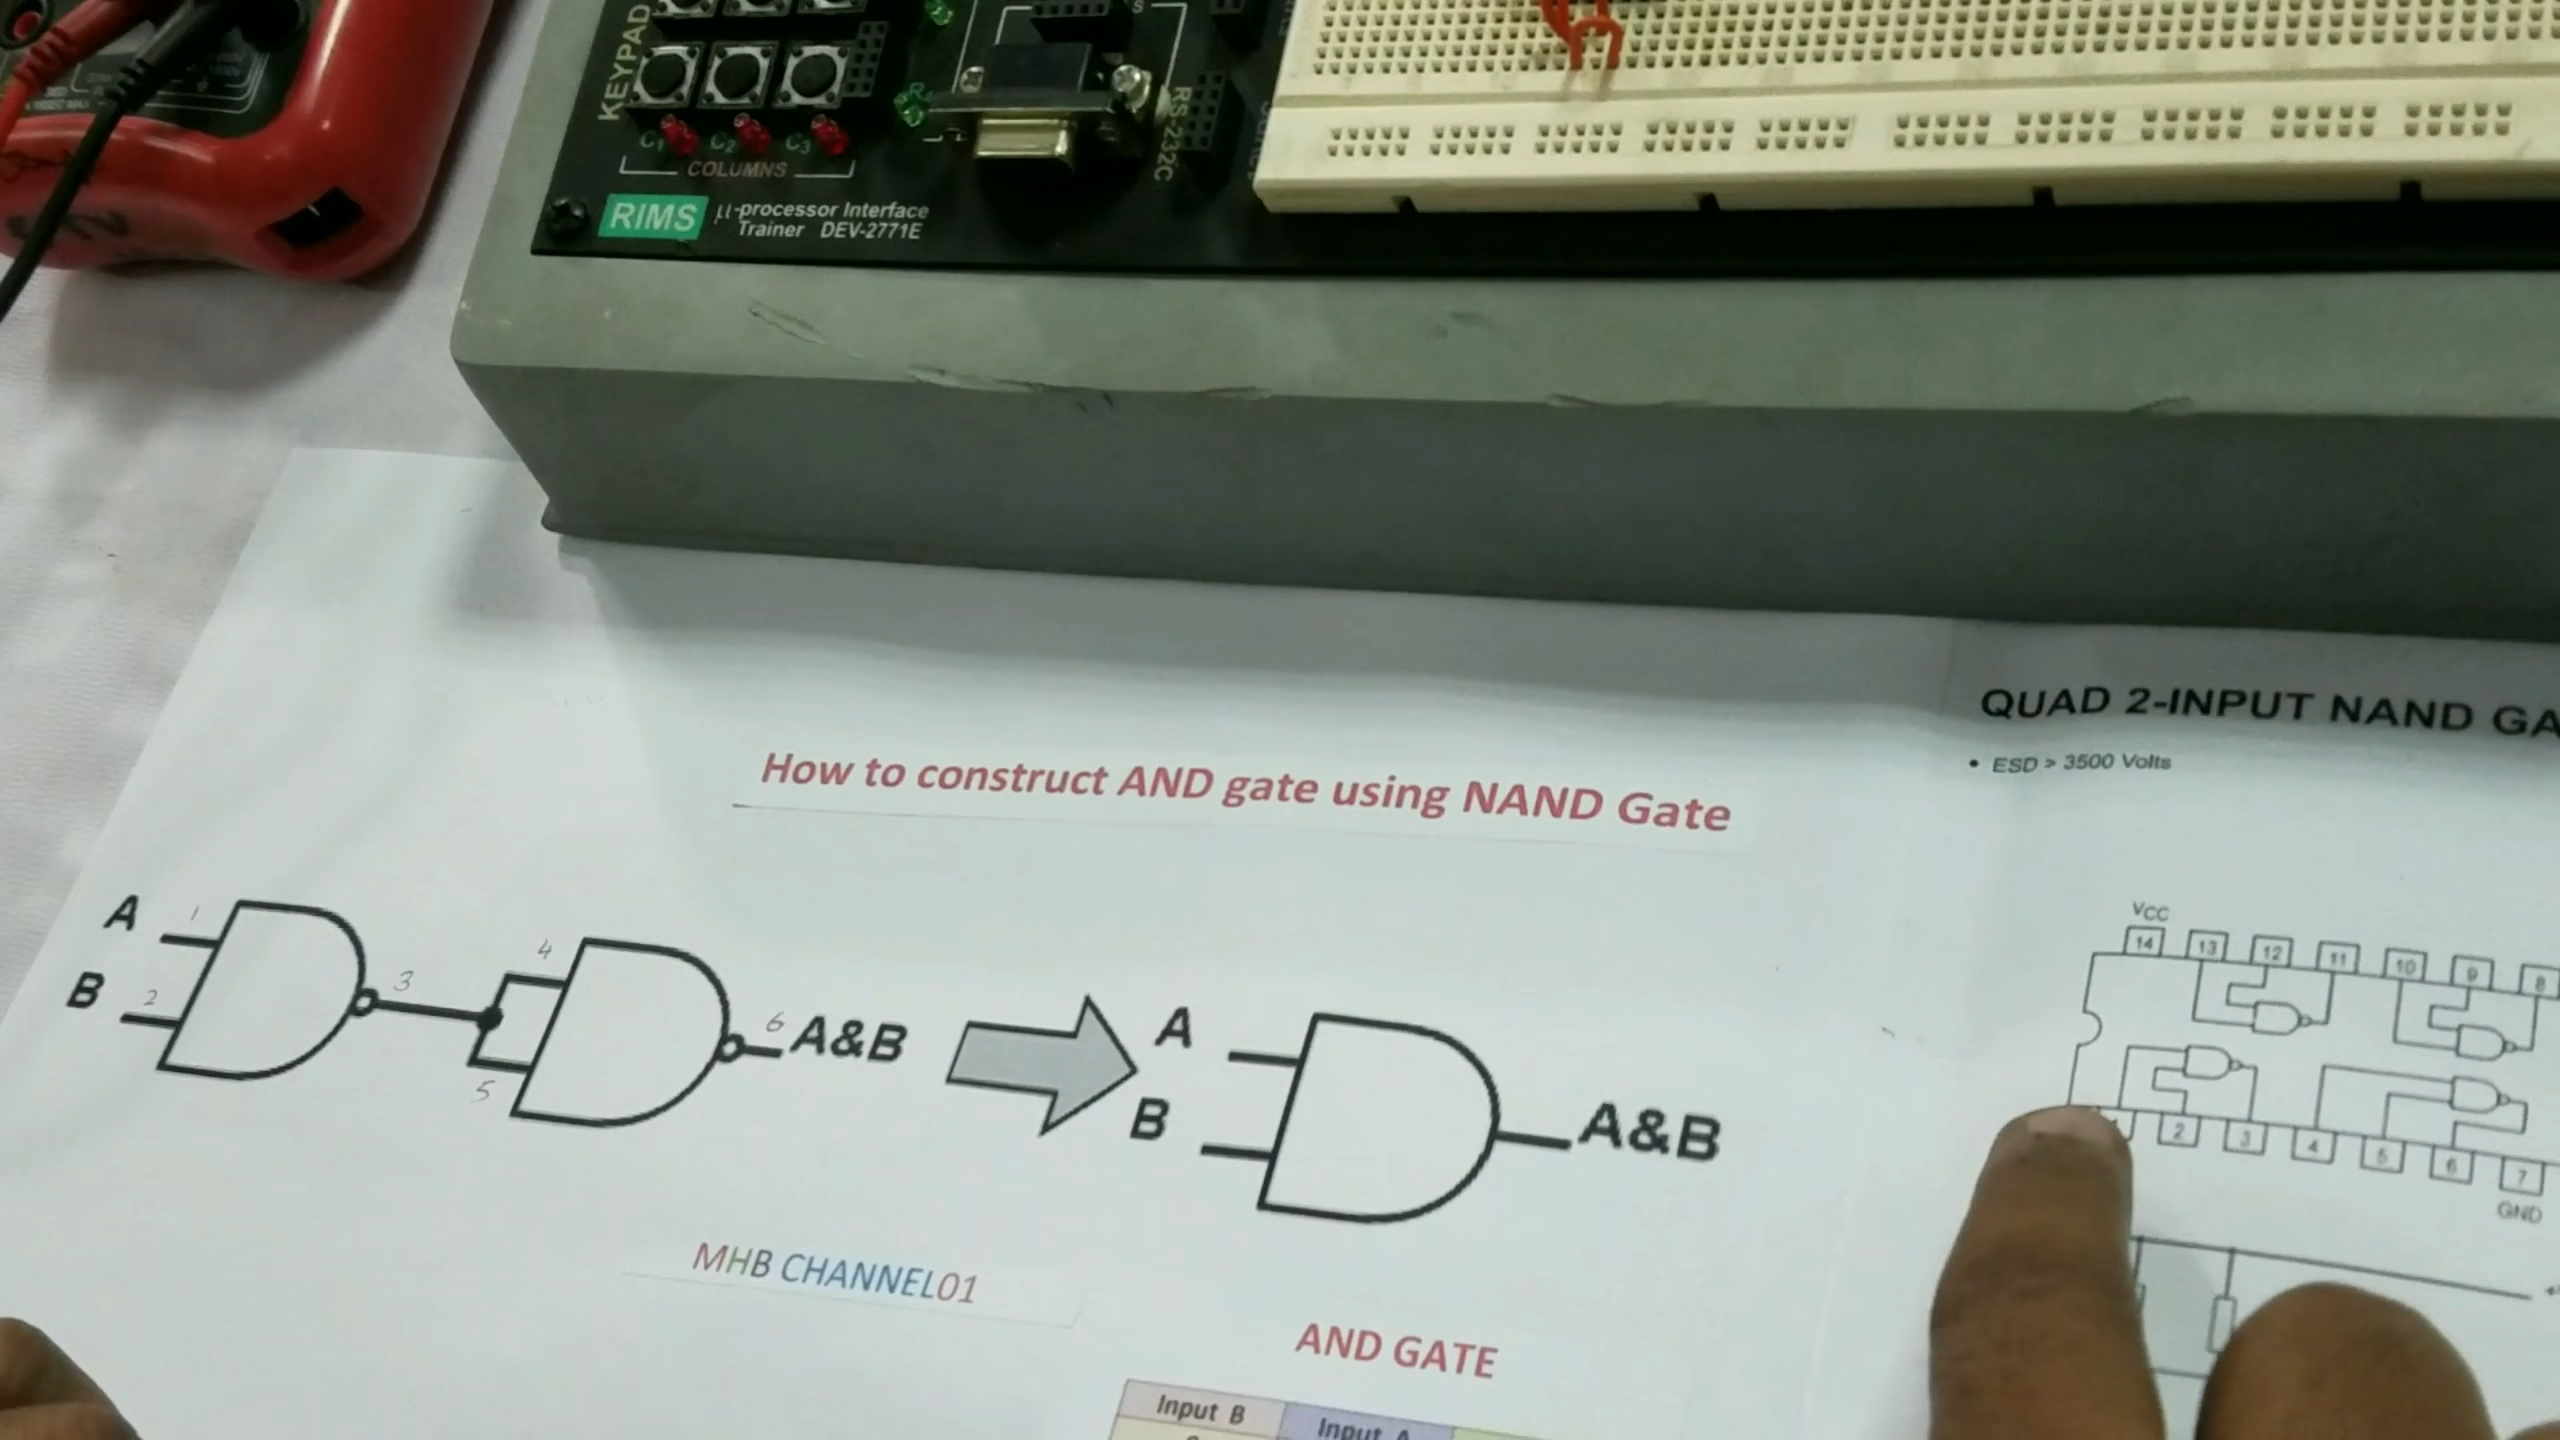 KEYPAD
C1 C2 C3
COLUMNS
R4
RS-232C
RIMS
µ-processor Interface
Trainer DEV-2771E
How to construct AND gate using NAND Gate
A 1
B 2
3
4
5
6 A&B
A
B
A&B
MHB CHANNEL01
AND GATE
Input B
Input A
QUAD 2-INPUT NAND GA
• ESD > 3500 Volts
VCC
14 13 12 11 10 9 8
2 3 4 5 6 7
GND